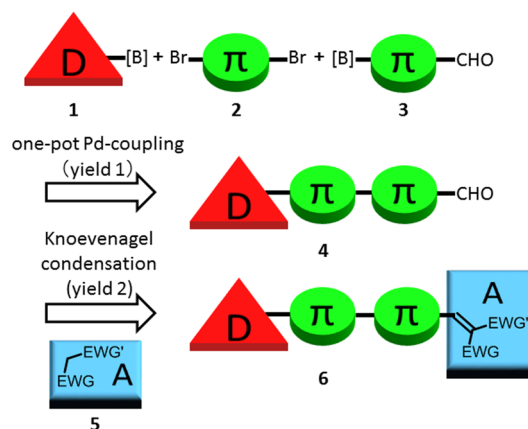 D [B] + Br π Br + [B] π CHO
1 2 3
one-pot Pd-coupling
(yield 1)
D π π CHO
4
Knoevenagel
condensation
(yield 2)
D π π A
EWG'
EWG
6
EWG'
EWG A
5